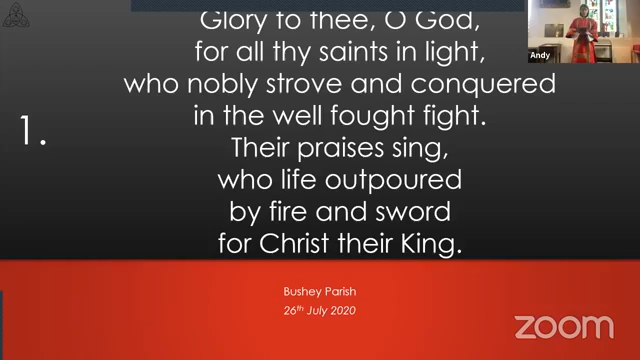 Glory to thee, O God,
for all thy saints in light,
who nobly strove and conquered
in the well fought fight.
Their praises sing,
who life outpoured
by fire and sword
for Christ their King.
1.
Bushey Parish
26th July 2020
Andy
zoom